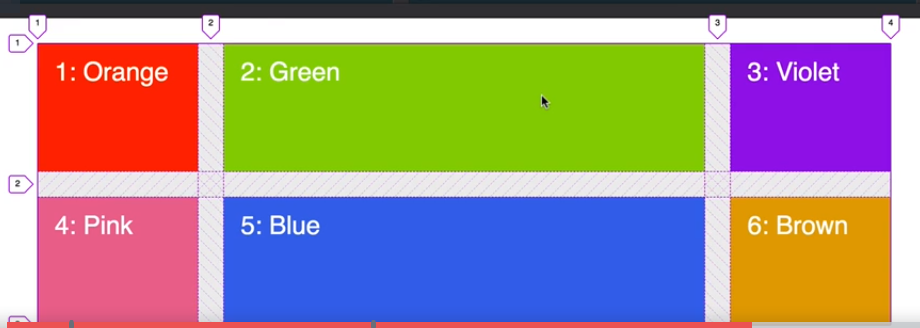 1 2 3 4
1
1: Orange 2: Green 3: Violet
2
4: Pink 5: Blue 6: Brown